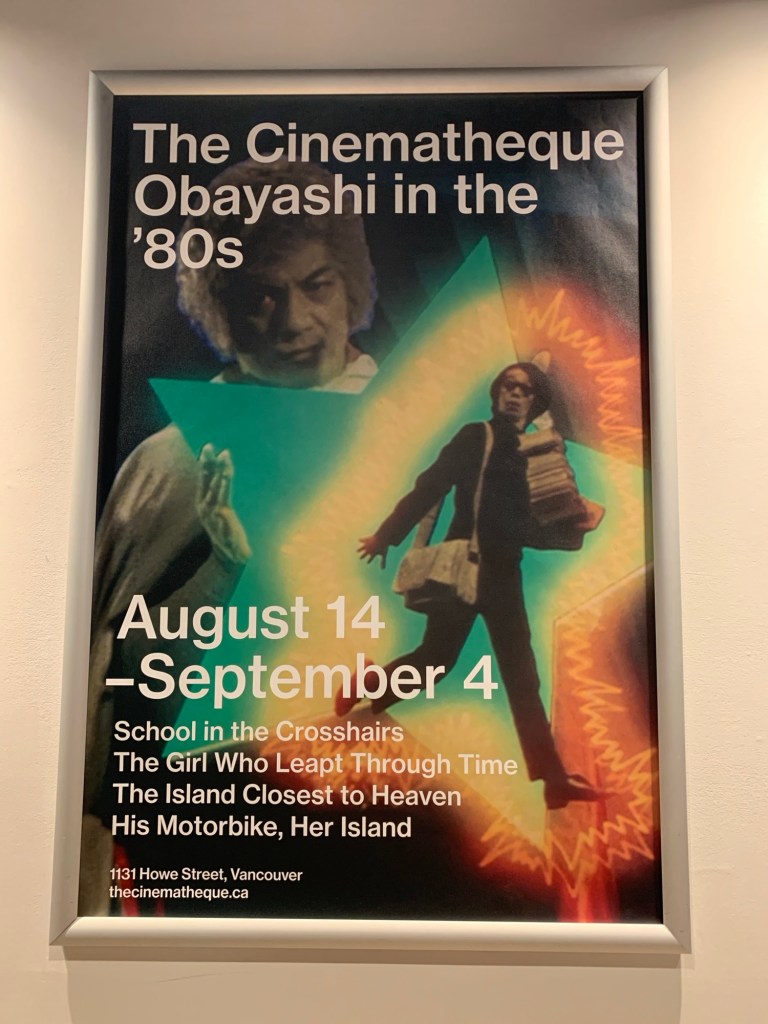 The Cinematheque
Obayashi in the
’80s
August 14
–September 4
School in the Crosshairs
The Girl Who Leapt Through Time
The Island Closest to Heaven
His Motorbike, Her Island
1131 Howe Street, Vancouver
thecinematheque.ca